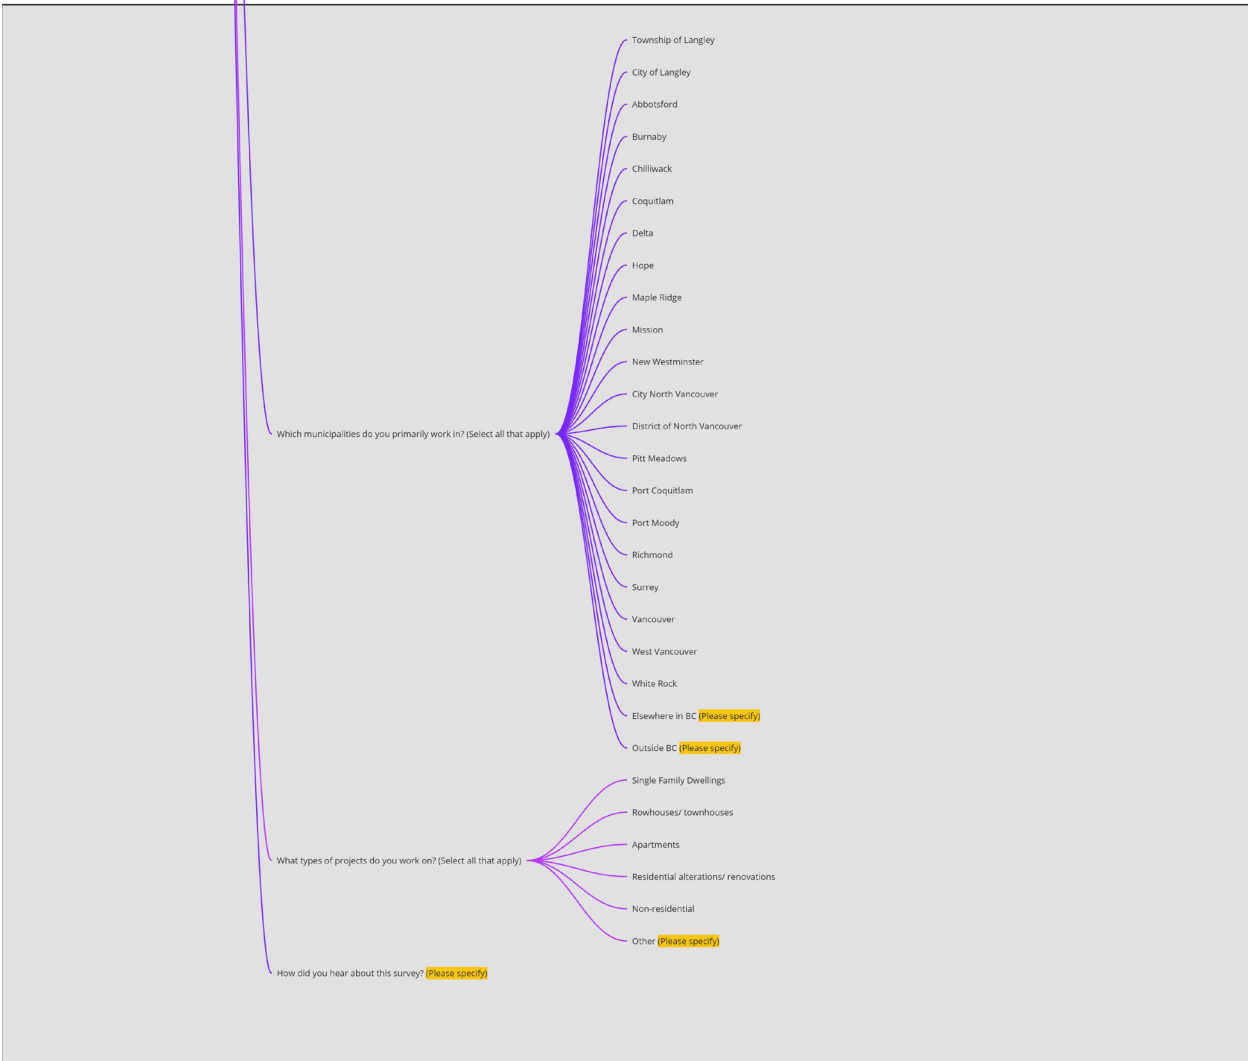 Township of Langley
City of Langley
Abbotsford
Burnaby
Chilliwack
Coquitlam
Delta
Hope
Maple Ridge
Mission
New Westminster
City North Vancouver
District of North Vancouver
Which municipalities do you primarily work in? (Select all that apply)
Pitt Meadows
Port Coquitlam
Port Moody
Richmond
Surrey
Vancouver
West Vancouver
White Rock
Elsewhere in BC (Please specify)
Outside BC (Please specify)
Single Family Dwellings
Rowhouses/ townhouses
Apartments
What types of projects do you work on? (Select all that apply)
Residential alterations/ renovations
Non-residential
Other (Please specify)
How did you hear about this survey? (Please specify)